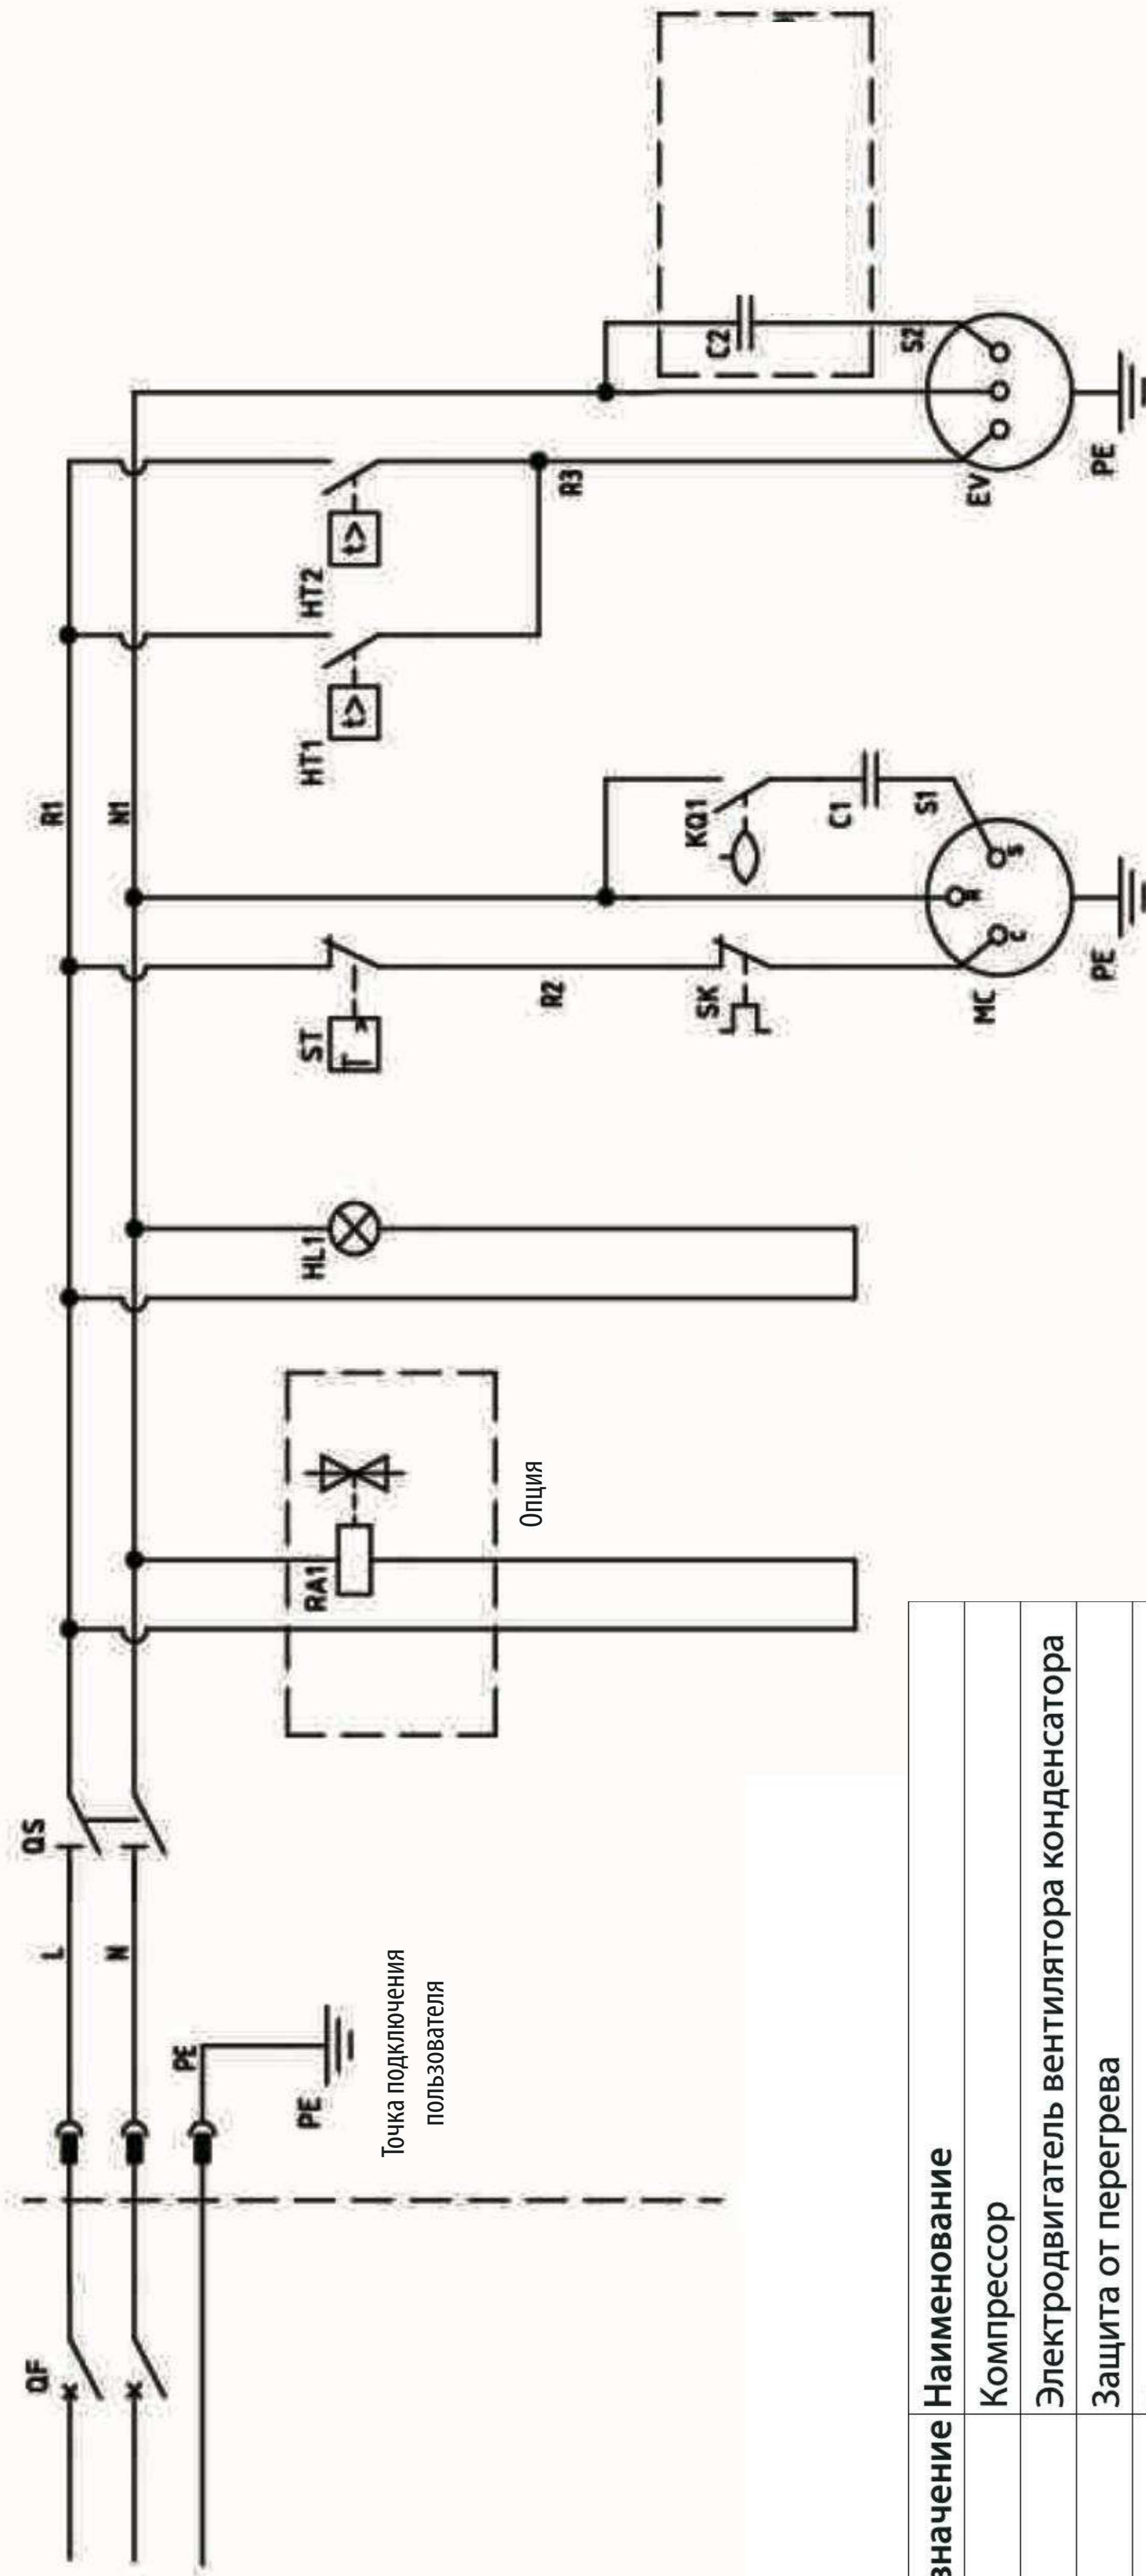 QF
L
N
PE
PE
Точка подключения
пользователя
QS
RA1
Опция
HL1
R1
N1
ST
R2
SK
MC
C
R
S
PE
KQ1
C1
S1
HT1
t>
HT2
t>
R3
EV
PE
C2
S2
значение Наименование
Компрессор
Электродвигатель вентилятора конденсатора
Защита от перегрева